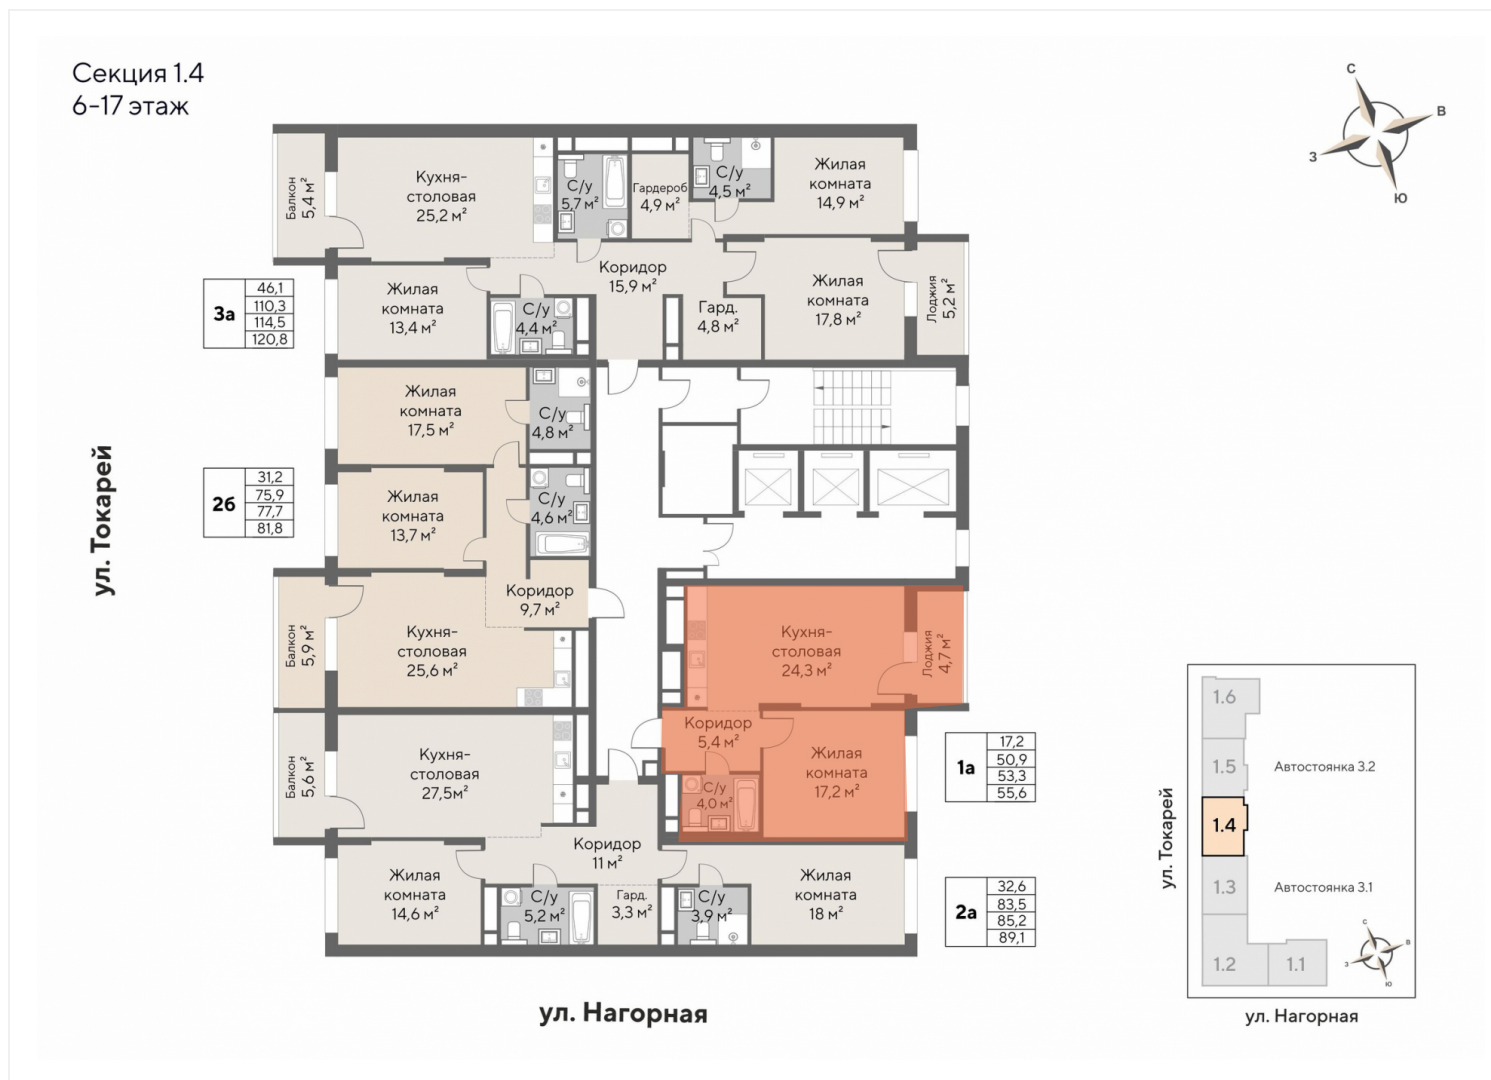 Секция 1.4
6-17 этаж
С
В
З
Ю
Балкон
5,4 м²
Кухня-
столовая
25,2 м²
С/у
5,7 м²
Гардероб
4,9 м²
С/у
4,5 м²
Жилая
комната
14,9 м²
Жилая
комната
13,4 м²
С/у
4,4 м²
Коридор
15,9 м²
Гард.
4,8 м²
Жилая
комната
17,8 м²
Лоджия
5,2 м²
3а
46,1
110,3
114,5
120,8
Жилая
комната
17,5 м²
С/у
4,8 м²
ул. Токарей
2б
31,2
75,9
77,7
81,8
Жилая
комната
13,7 м²
С/у
4,6 м²
Коридор
9,7 м²
Балкон
5,9 м²
Кухня-
столовая
25,6 м²
Кухня-
столовая
24,3 м²
Лоджия
4,7 м²
Коридор
5,4 м²
Жилая
комната
17,2 м²
С/у
4,0 м²
1а
17,2
50,9
53,3
55,6
Балкон
5,6 м²
Кухня-
столовая
27,5м²
Коридор
11 м²
Жилая
комната
14,6 м²
С/у
5,2 м²
Гард.
3,3 м²
С/у
3,9 м²
Жилая
комната
18 м²
2а
32,6
83,5
85,2
89,1
ул. Нагорная
1.6
1.5
Автостоянка 3.2
1.4
ул. Токарей
1.3
Автостоянка 3.1
1.2
1.1
С
В
З
Ю
ул. Нагорная